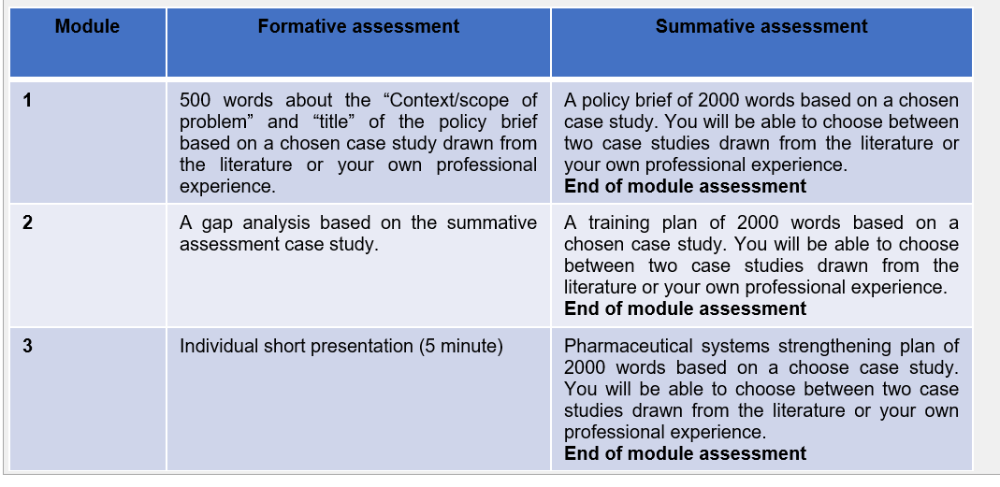 Module
Formative assessment
Summative assessment
1
500 words about the “Context/scope of
problem” and “title” of the policy brief
based on a chosen case study drawn from
the literature or your own professional
experience.
A policy brief of 2000 words based on a chosen
case study. You will be able to choose between
two case studies drawn from the literature or
your own professional experience.
End of module assessment
2
A gap analysis based on the summative
assessment case study.
A training plan of 2000 words based on a
chosen case study. You will be able to choose
between two case studies drawn from the
literature or your own professional experience.
End of module assessment
3
Individual short presentation (5 minute)
Pharmaceutical systems strengthening plan of
2000 words based on a choose case study.
You will be able to choose between two case
studies drawn from the literature or your own
professional experience.
End of module assessment